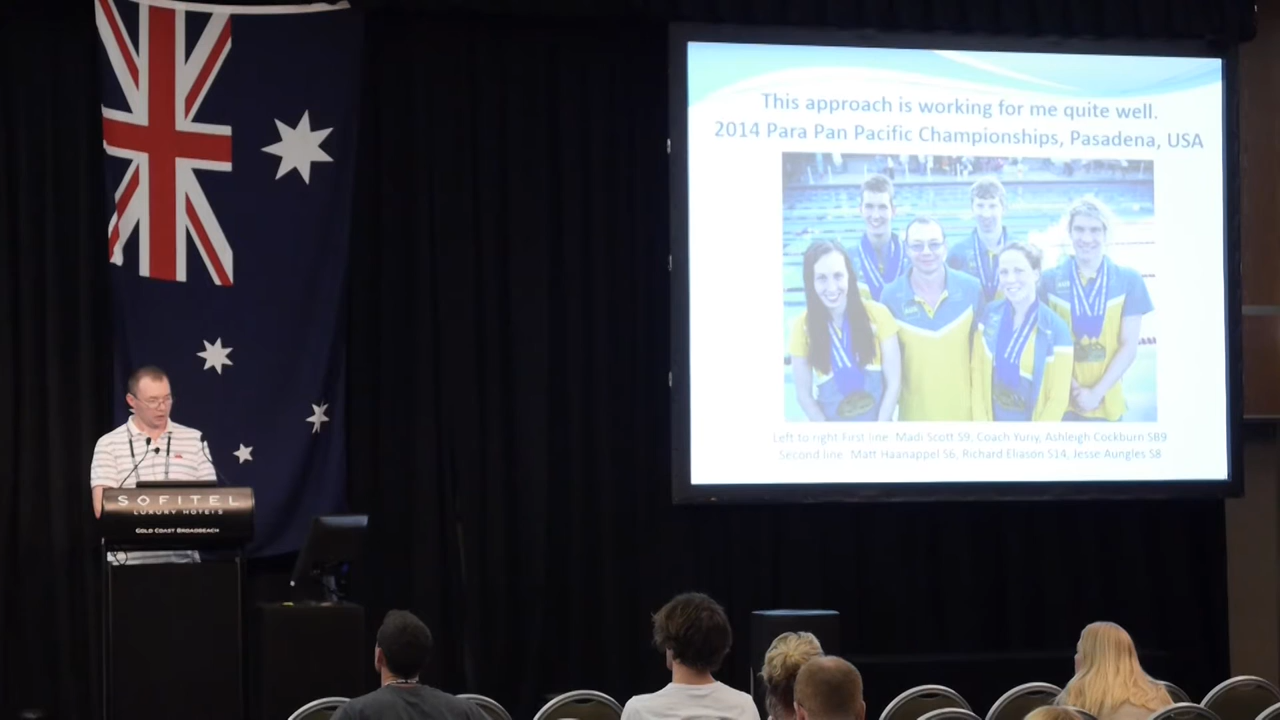 This approach is working for me quite well.
2014 Para Pan Pacific Championships, Pasadena, USA
Left to right First line: Madi Scott S9, Coach Yuriy, Ashleigh Cockburn SB9
Second line: Matt Haanappel S6, Richard Eliason S14, Jesse Aungles S8
SOFITEL
LUXURY HOTELS
GOLD COAST BROADBEACH